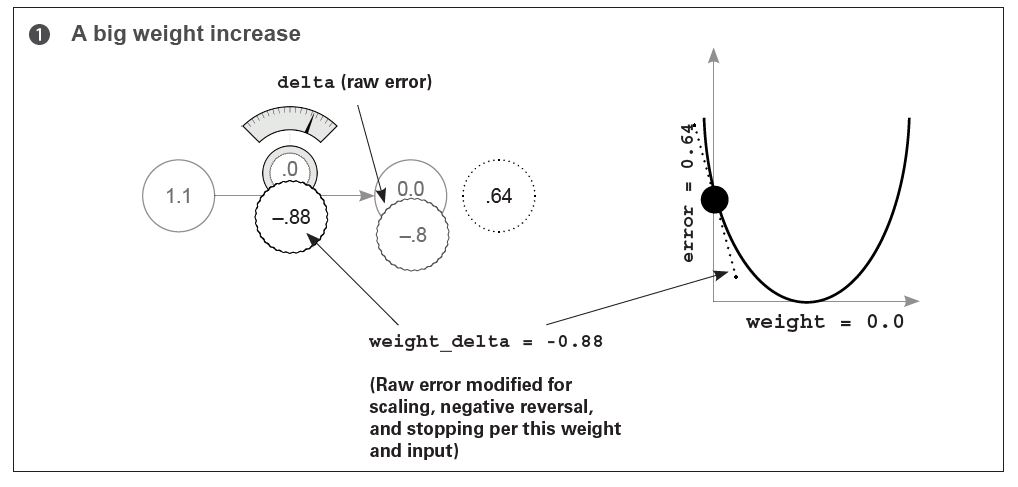 1 A big weight increase
delta (raw error)
1.1
.0
–.88
0.0
–.8
.64
error = 0.64
weight = 0.0
weight_delta = -0.88
(Raw error modified for
scaling, negative reversal,
and stopping per this weight
and input)